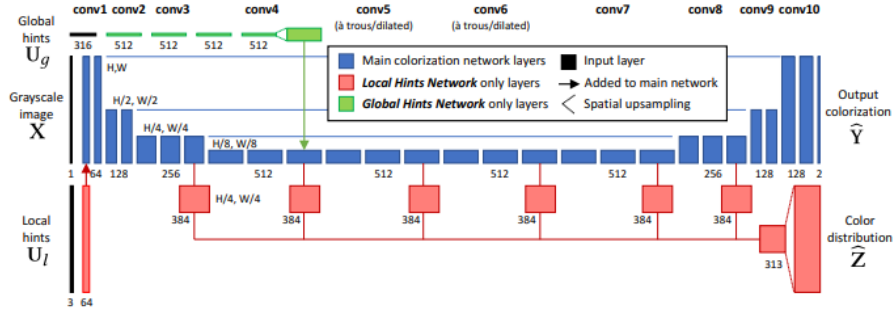 conv1 conv2 conv3 conv4 conv5 conv6 conv7 conv8 conv9 conv10
(à trous/dilated) (à trous/dilated)
Global
hints
U_g
316 512 512 512 512
Main colorization network layers
Local Hints Network only layers
Global Hints Network only layers
Input layer
Added to main network
Spatial upsampling
H,W
H/2, W/2
H/4, W/4
H/8, W/8
Grayscale
image
X
Output
colorization
Ŷ
1 64 128 256 512 512 512 512 256 128 128 2
Local
hints
U_l
H/4, W/4
384 384 384 384 384 384
313
Color
distribution
Ẑ
3 64